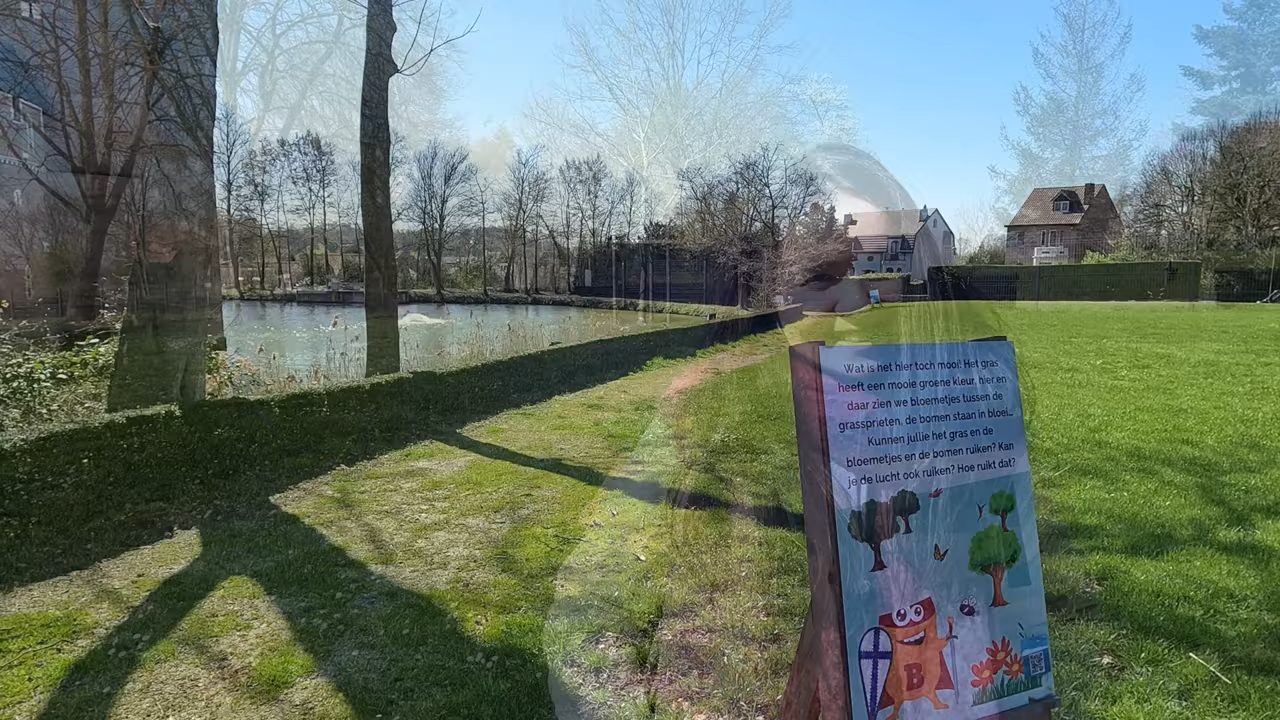 Wat is het hier toch mooi! Het gras
heeft een mooie groene kleur, hier en
daar zien we bloemetjes tussen de
grassprieten, de bomen staan in bloei...
Kunnen jullie het gras en de
bloemetjes en de bomen ruiken? Kan
je de lucht ook ruiken? Hoe ruikt dat?
B